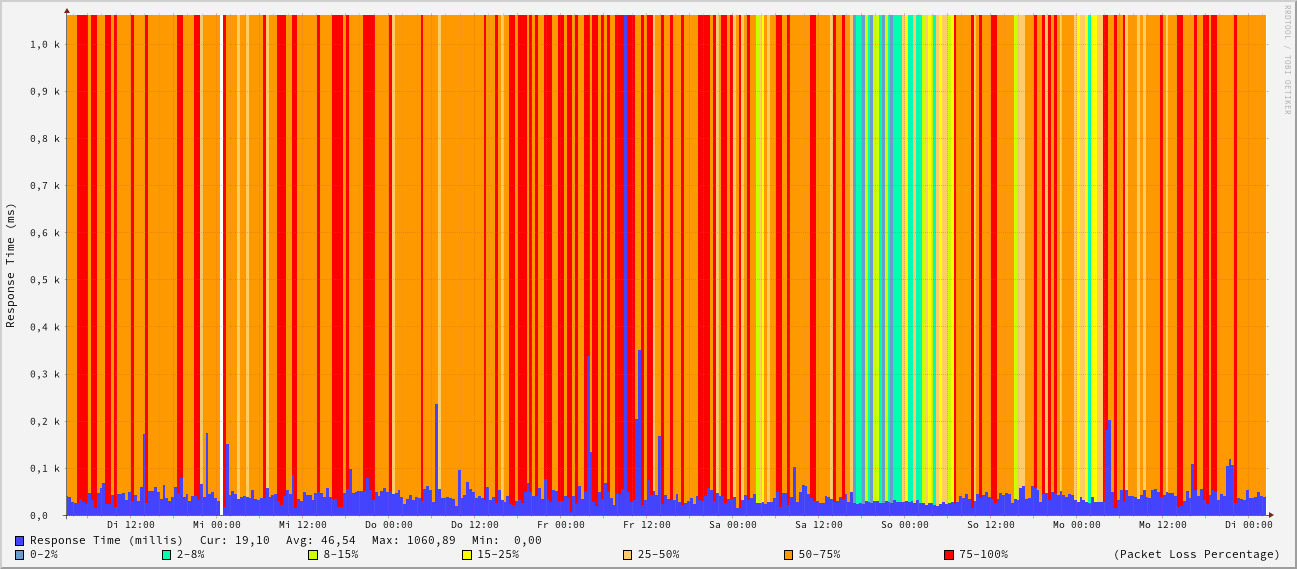 1,0 k
0,9 k
0,8 k
0,7 k
0,6 k
0,5 k
0,4 k
0,3 k
0,2 k
0,1 k
0,0
Response Time (ms)
RRDTOOL / TOBI OETIKER
Di 12:00 Mi 00:00 Mi 12:00 Do 00:00 Do 12:00 Fr 00:00 Fr 12:00 Sa 00:00 Sa 12:00 So 00:00 So 12:00 Mo 00:00 Mo 12:00 Di 00:00
Response Time (millis) Cur: 19,10 Avg: 46,54 Max: 1060,89 Min: 0,00
0-2% 2-8% 8-15% 15-25% 25-50% 50-75% 75-100% (Packet Loss Percentage)